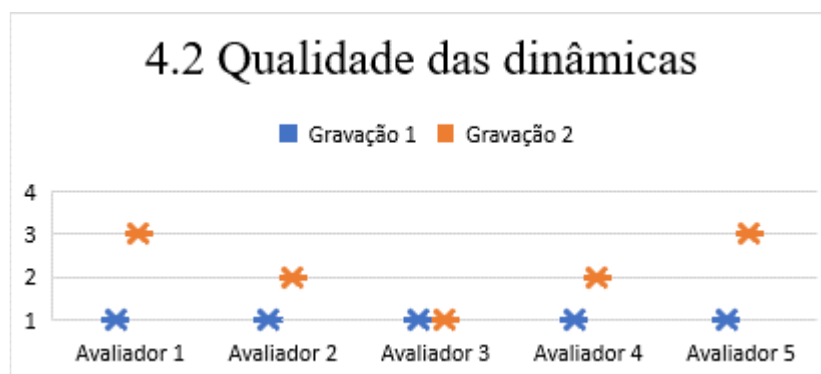 4.2 Qualidade das dinâmicas
Gravação 1 Gravação 2
4
3
2
1
Avaliador 1 Avaliador 2 Avaliador 3 Avaliador 4 Avaliador 5